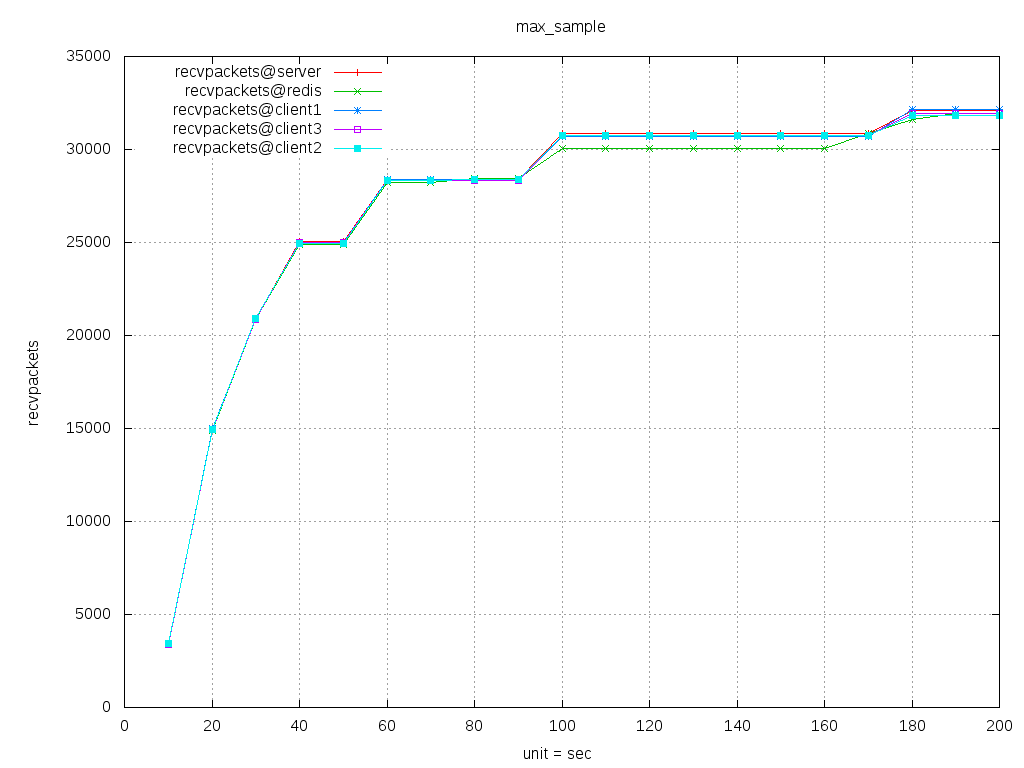 max_sample
35000
30000
25000
20000
15000
10000
5000
0
recvpackets
recvpackets@server
recvpackets@redis
recvpackets@client1
recvpackets@client3
recvpackets@client2
0 20 40 60 80 100 120 140 160 180 200
unit = sec